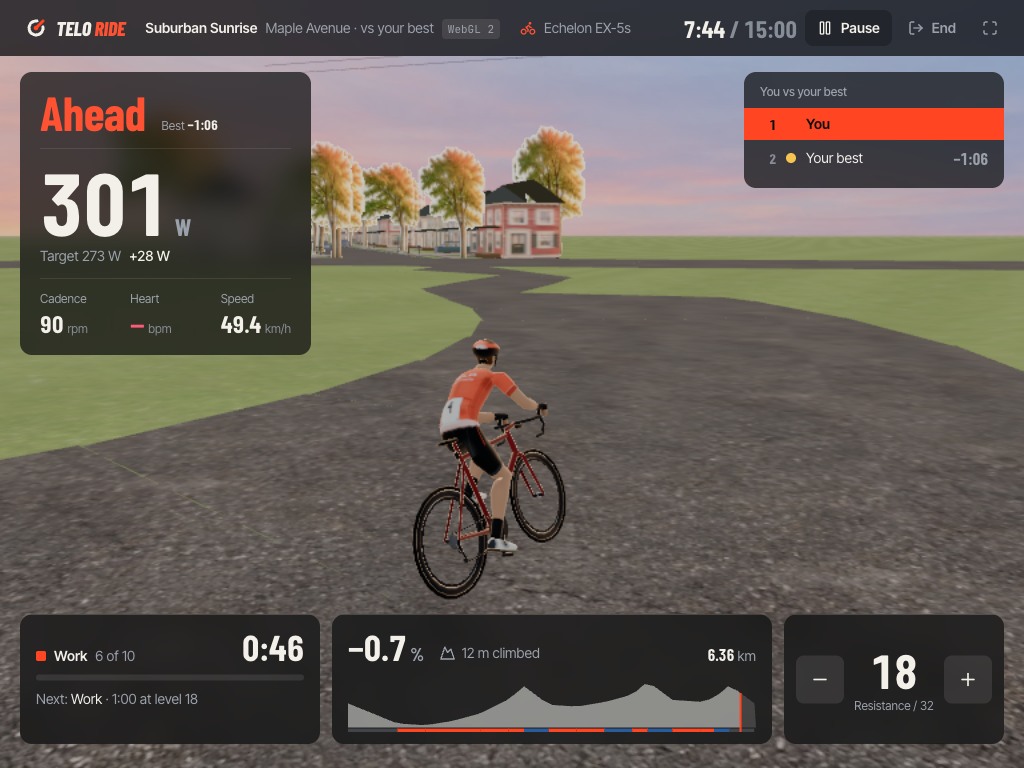 TELO RIDE
Suburban Sunrise Maple Avenue · vs your best WebGL 2
Echelon EX-5s
7:44 / 15:00
Pause
End
Ahead Best −1:06
301 W
Target 273 W +28 W
Cadence Heart Speed
90 rpm – bpm 49.4 km/h
You vs your best
1 You
2 Your best −1:06
Work 6 of 10 0:46
Next: Work · 1:00 at level 18
−0.7 % 12 m climbed 6.36 km
− 18 +
Resistance / 32